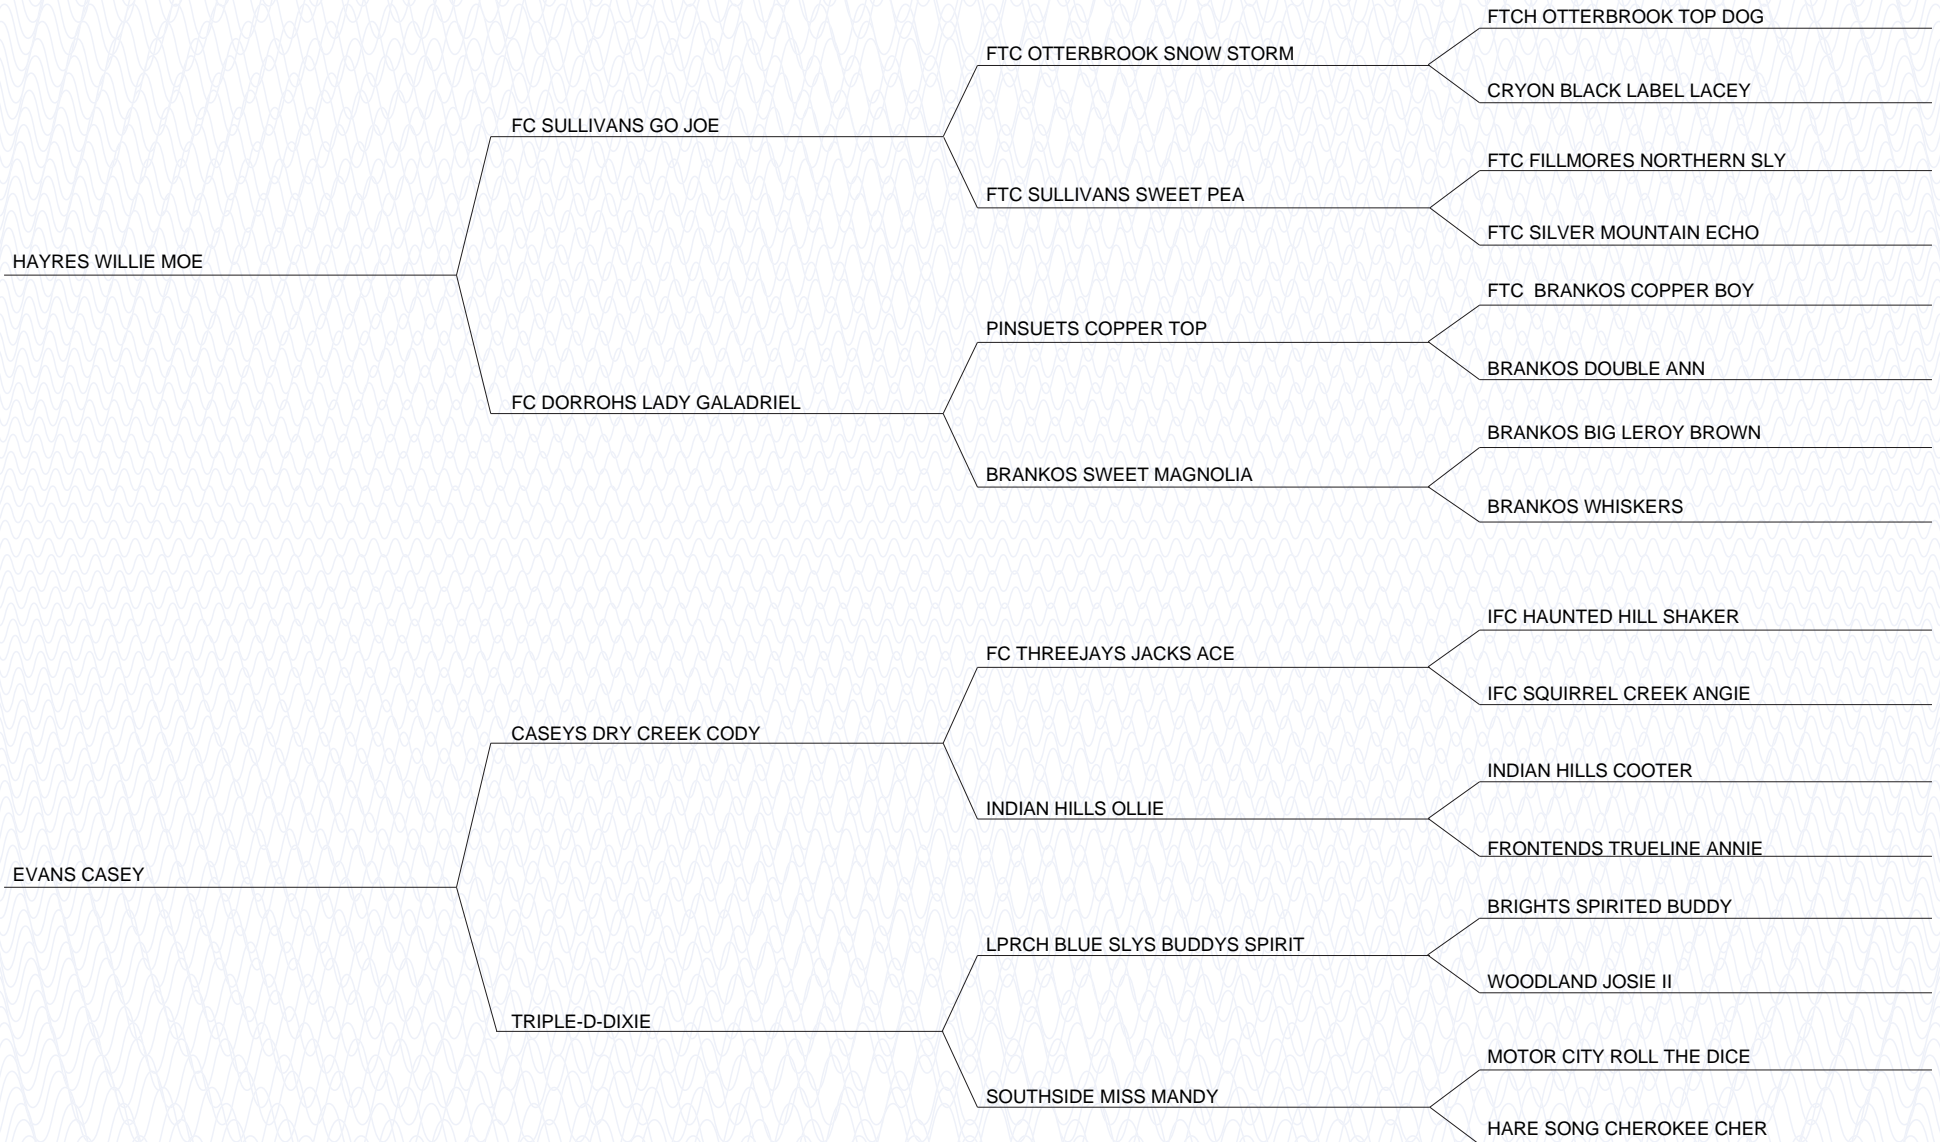 FTCH OTTERBROOK TOP DOG
FTC OTTERBROOK SNOW STORM
CRYON BLACK LABEL LACEY
FC SULLIVANS GO JOE
FTC FILLMORES NORTHERN SLY
FTC SULLIVANS SWEET PEA
FTC SILVER MOUNTAIN ECHO
HAYRES WILLIE MOE
FTC  BRANKOS COPPER BOY
PINSUETS COPPER TOP
BRANKOS DOUBLE ANN
FC DORROHS LADY GALADRIEL
BRANKOS BIG LEROY BROWN
BRANKOS SWEET MAGNOLIA
BRANKOS WHISKERS
IFC HAUNTED HILL SHAKER
FC THREEJAYS JACKS ACE
IFC SQUIRREL CREEK ANGIE
CASEYS DRY CREEK CODY
INDIAN HILLS COOTER
INDIAN HILLS OLLIE
FRONTENDS TRUELINE ANNIE
EVANS CASEY
BRIGHTS SPIRITED BUDDY
LPRCH BLUE SLYS BUDDYS SPIRIT
WOODLAND JOSIE II
TRIPLE-D-DIXIE
MOTOR CITY ROLL THE DICE
SOUTHSIDE MISS MANDY
HARE SONG CHEROKEE CHER